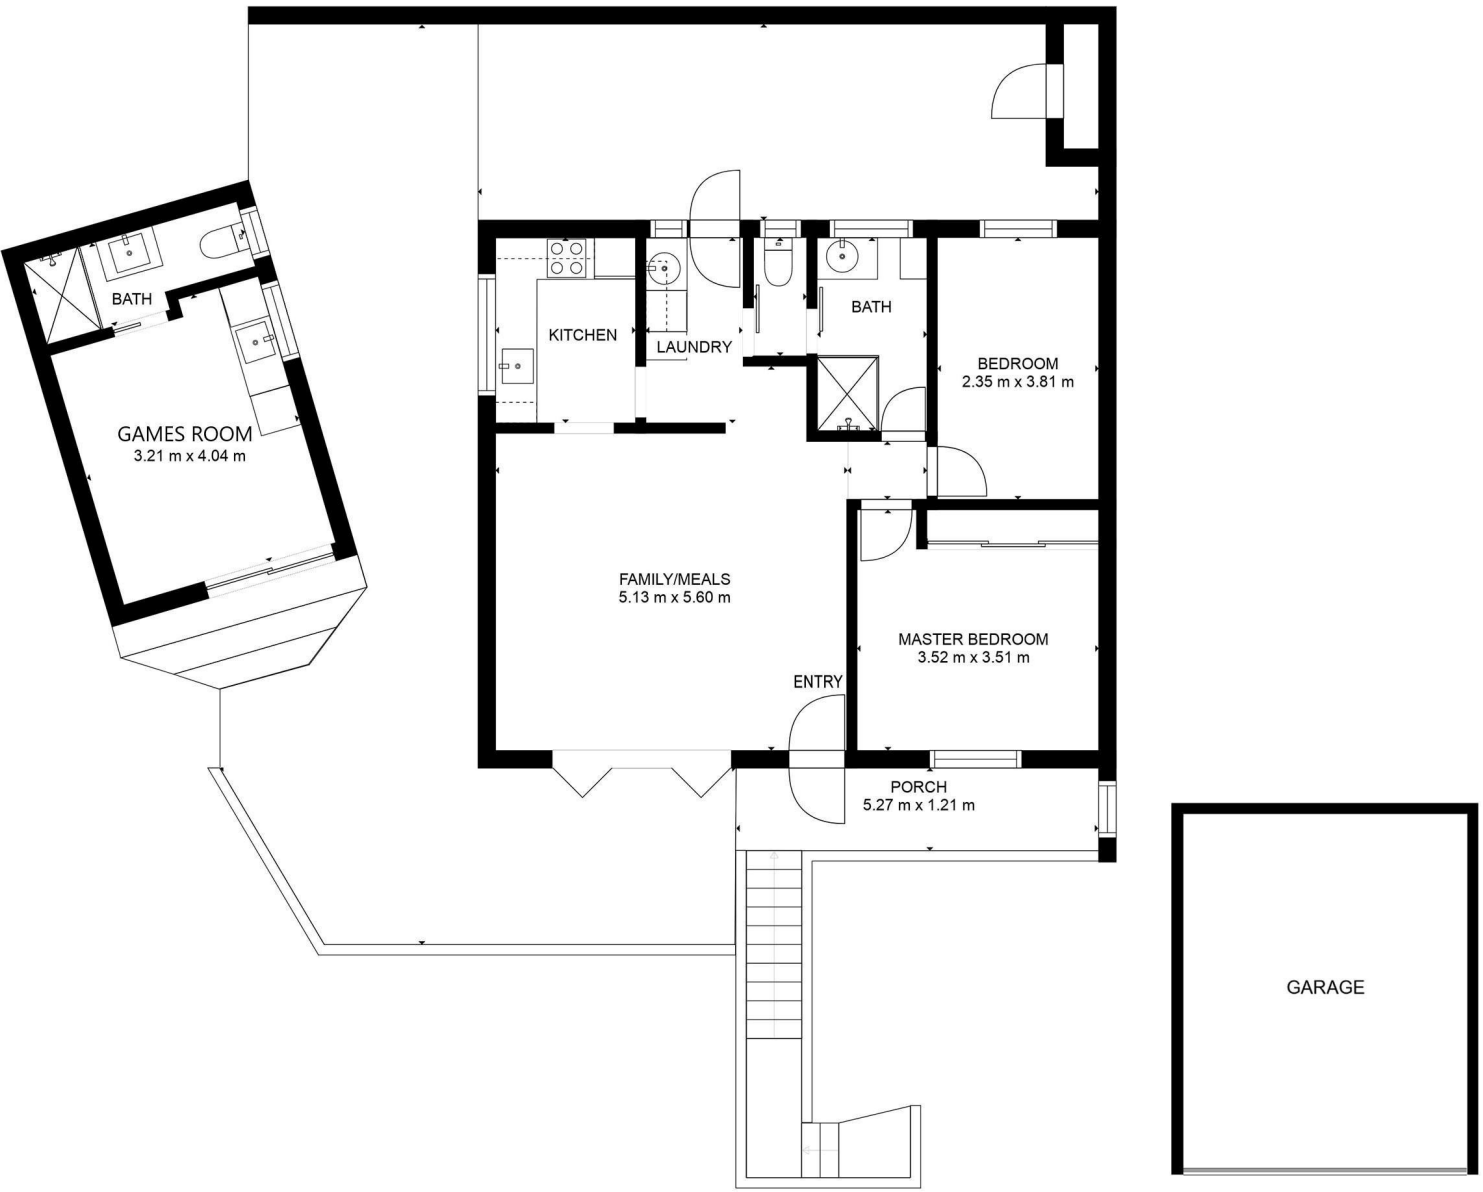 BATH
GAMES ROOM
3.21 m x 4.04 m
KITCHEN
LAUNDRY
BATH
BEDROOM
2.35 m x 3.81 m
FAMILY/MEALS
5.13 m x 5.60 m
MASTER BEDROOM
3.52 m x 3.51 m
ENTRY
PORCH
5.27 m x 1.21 m
GARAGE